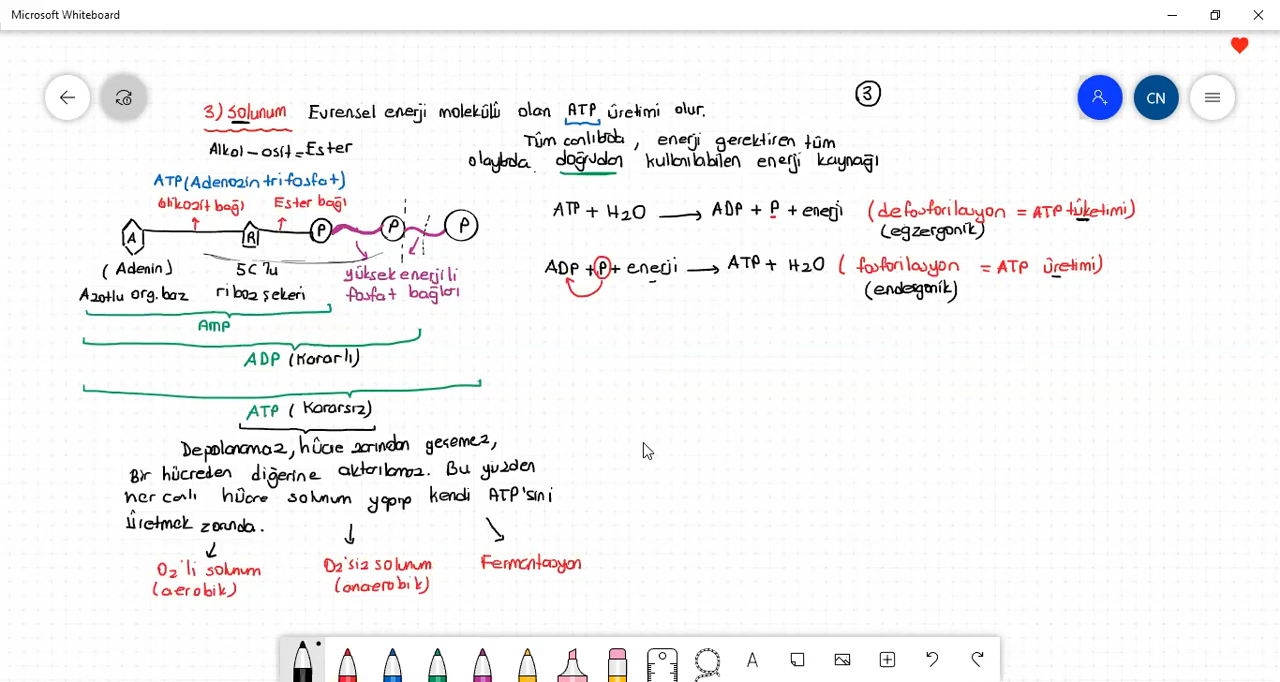 Microsoft Whiteboard
CN
3
3) Solunum Evrensel enerji molekülü olan ATP üretimi olur.
Tüm canlıda, enerji gerektiren tüm
olaylarda doğrudan kullanılabilen enerji kaynağı
Alkol - asit = Ester
ATP (Adenozin trifosfat)
Glikozit bağı Ester bağı
A R P P P
(Adenin) 5C'lu yüksek enerjili
Azotlu org. baz riboz şekeri fosfat bağları
AMP
ADP (Kararlı)
ATP (Kararsız)
Depolanamaz, hücre zarından geçemez,
Bir hücreden diğerine aktarılamaz. Bu yüzden
her canlı hücre solunum yapıp kendi ATP'sini
üretmek zorunda.
O2'li solunum O2'siz solunum Fermentasyon
(aerobik) (anaerobik)
ATP + H2O → ADP + P + enerji (defosforilasyon = ATP tüketimi)
(egzergonik)
ADP + P + enerji → ATP + H2O (fosforilasyon = ATP üretimi)
(endergonik)
A